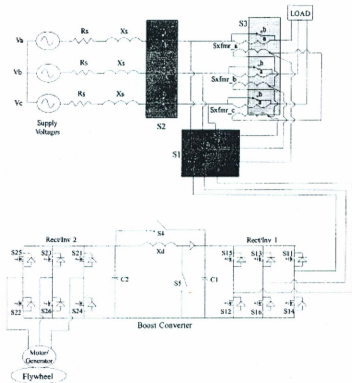 S3
LOAD
Va
Rs
Xs
b
a
Sxfmr_a
Vb
Rs
Xs
b
a
Sxfmr_b
Vc
Rs
Xs
b
a
Sxfmr_c
Supply
Voltages
S2
S1
Rect/Inv 2
S4
Rect/Inv 1
S25
S23
S21
Xd
S15
S13
S11
C2
S5
C1
S22
S26
S24
S12
S16
S14
Boost Converter
Motor/
Generator
Flywheel